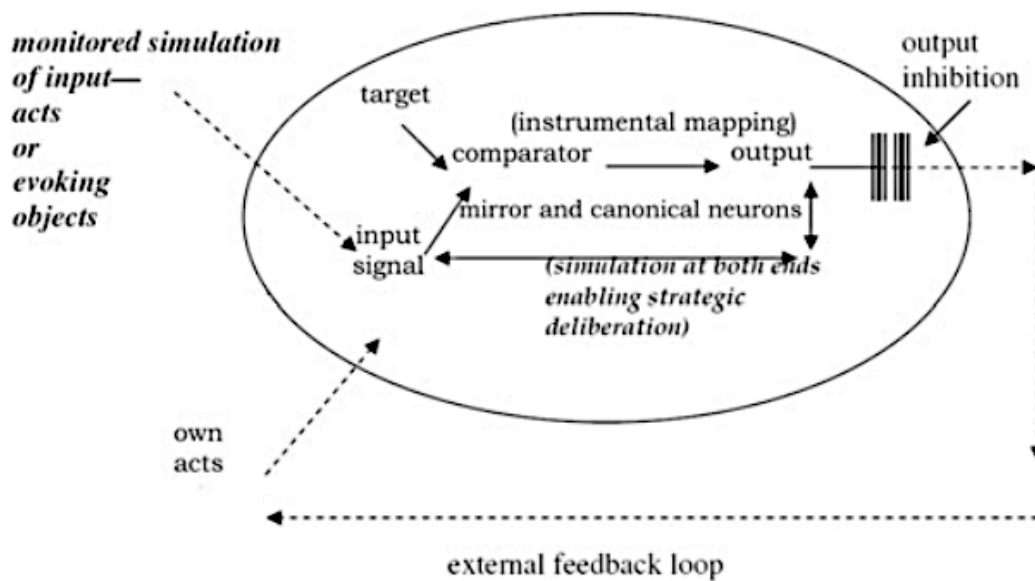 monitored simulation
of input—
acts
or
evoking
objects
output
inhibition
target
(instrumental mapping)
comparator
output
mirror and canonical neurons
input
signal
(simulation at both ends
enabling strategic
deliberation)
own
acts
external feedback loop